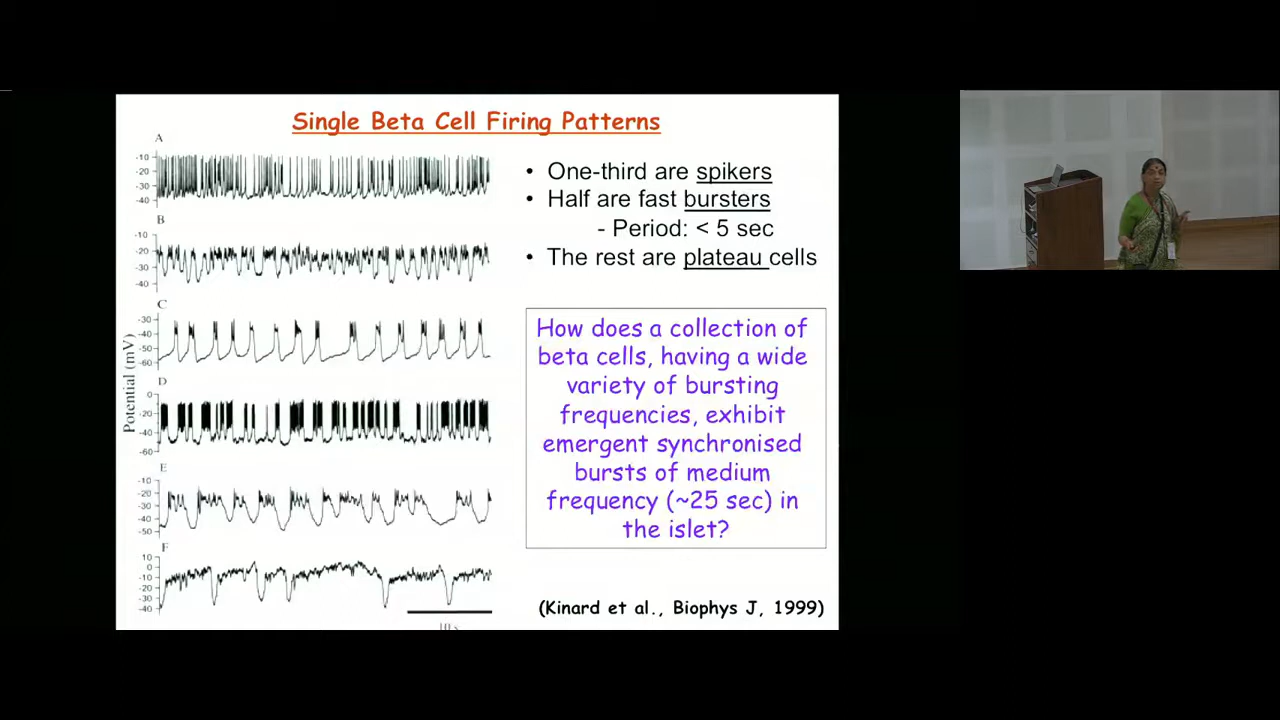 Single Beta Cell Firing Patterns
A
-10
-20
-30
-40
B
-10
-20
-30
-40
C
-30
-40
-50
-60
D
0
-20
-40
-60
E
-10
-20
-30
-40
-50
F
10
0
-10
-20
-30
-40
Potential (mV)
• One-third are spikers
• Half are fast bursters
- Period: < 5 sec
• The rest are plateau cells
How does a collection of
beta cells, having a wide
variety of bursting
frequencies, exhibit
emergent synchronised
bursts of medium
frequency (~25 sec) in
the islet?
(Kinard et al., Biophys J, 1999)